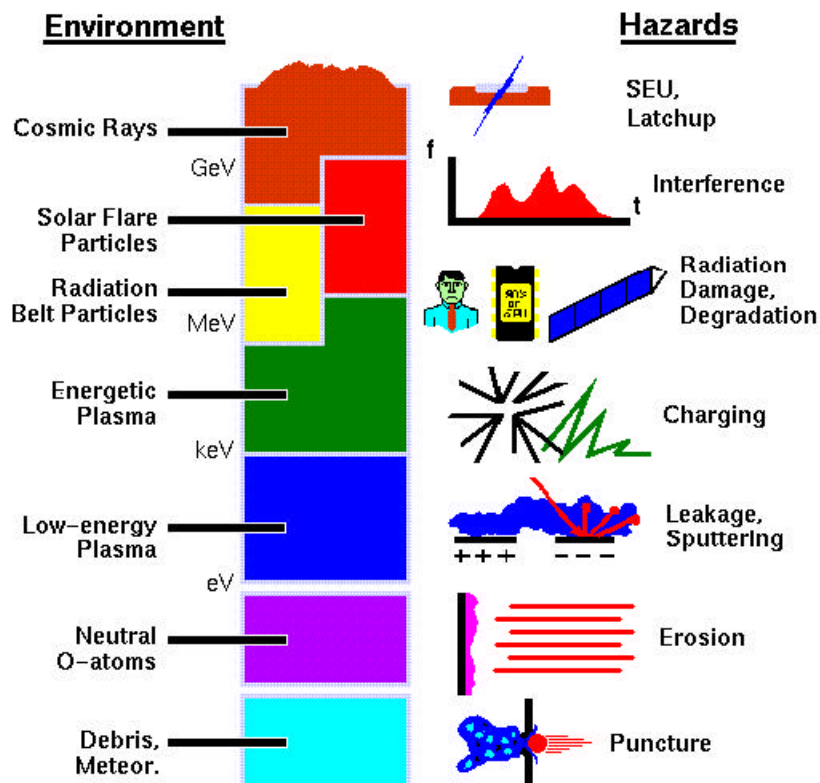 Environment
Hazards
Cosmic Rays
SEU,
Latchup
GeV
f
t
Interference
Solar Flare
Particles
Radiation
Belt Particles
MeV
Radiation
Damage,
Degradation
Energetic
Plasma
Charging
keV
Low-energy
Plasma
Leakage,
Sputtering
+ + +
- - -
eV
Neutral
O-atoms
Erosion
Debris,
Meteor.
Puncture